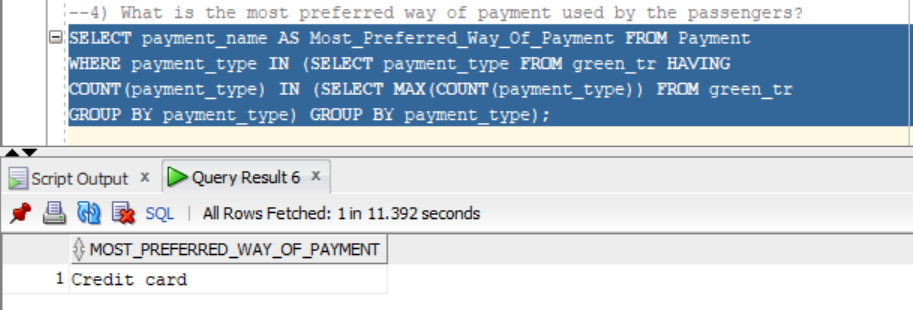 --4) What is the most preferred way of payment used by the passengers?
SELECT payment_name AS Most_Preferred_Way_Of_Payment FROM Payment
WHERE payment_type IN (SELECT payment_type FROM green_tr HAVING
COUNT(payment_type) IN (SELECT MAX(COUNT(payment_type)) FROM green_tr
GROUP BY payment_type) GROUP BY payment_type);
Script Output x Query Result 6 x
SQL | All Rows Fetched: 1 in 11.392 seconds
MOST_PREFERRED_WAY_OF_PAYMENT
1 Credit card